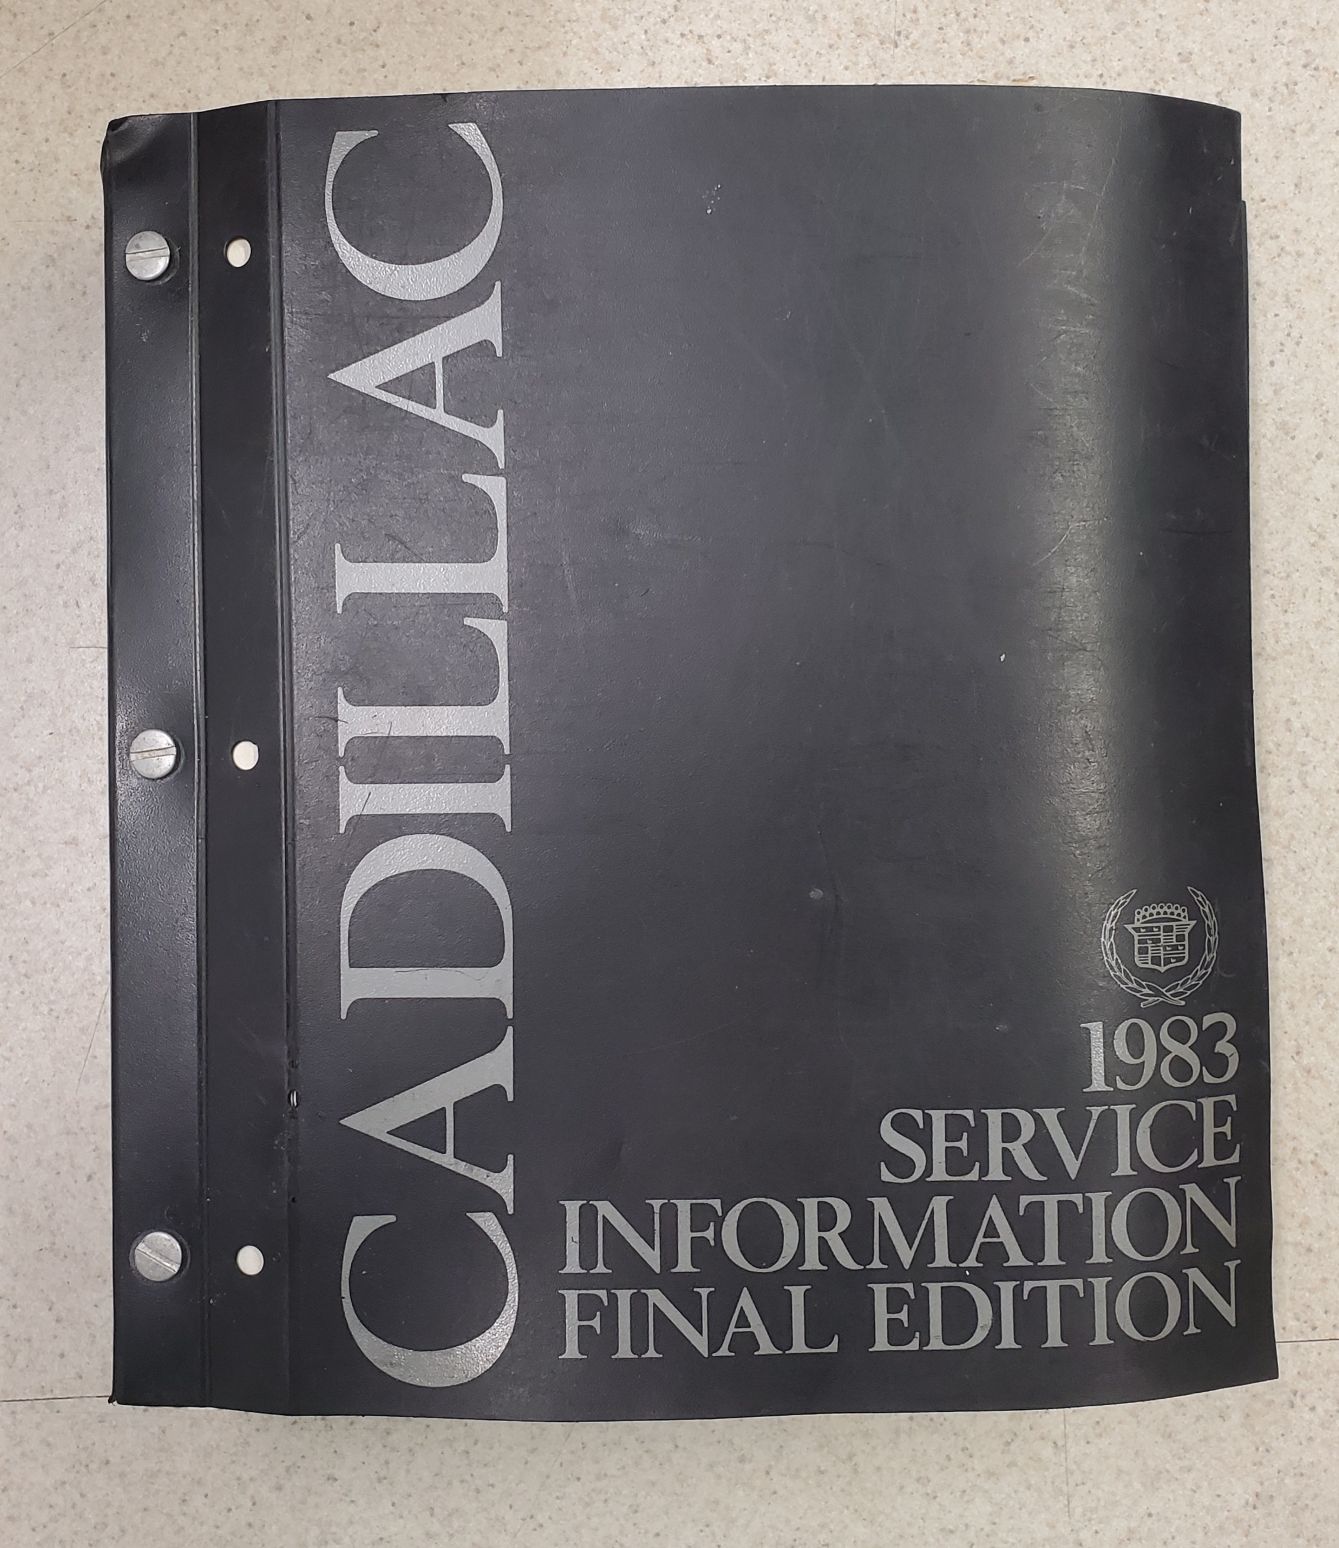 CADILLAC
1983
SERVICE
INFORMATION
FINAL EDITION